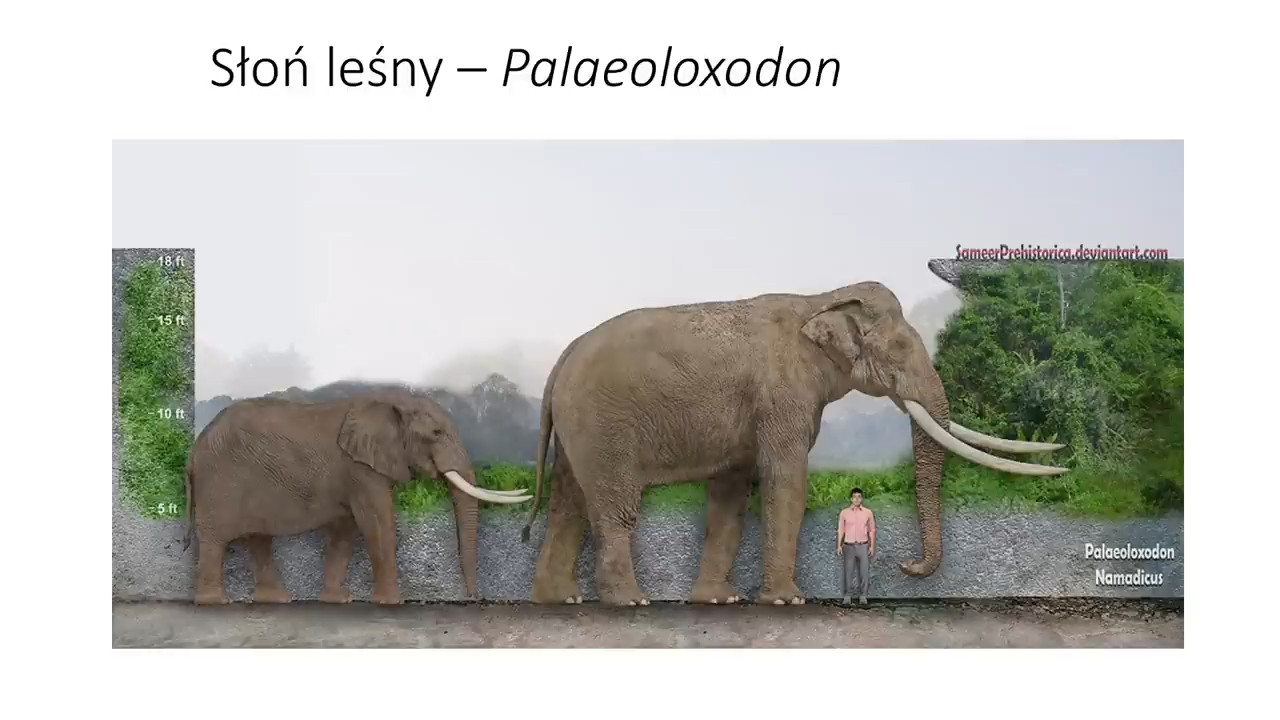 Słoń leśny – Palaeoloxodon
SameerPrehistorica.deviantart.com
18 ft
15 ft
10 ft
5 ft
Palaeoloxodon
Namadicus